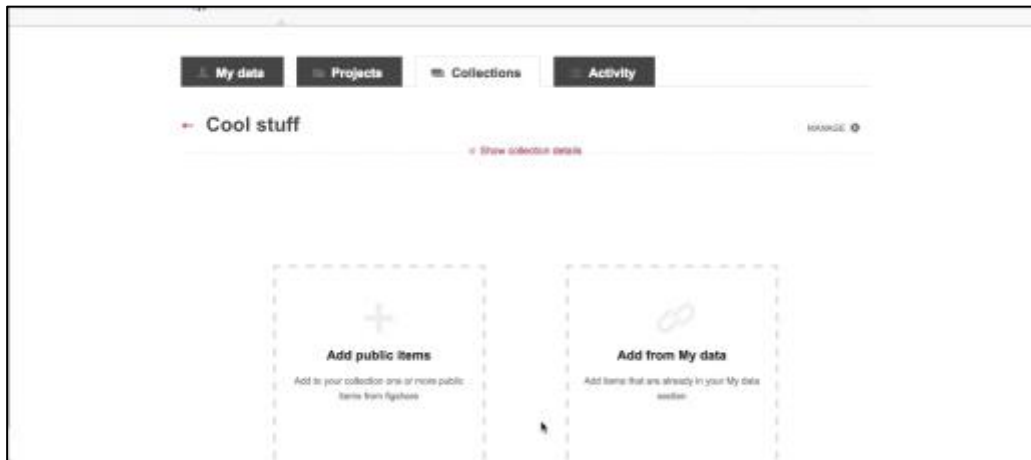 My data Projects Collections Activity
← Cool stuff
MANAGE
Show collection details
Add public items
Add to your collection one or more public
items from figshare
Add from My data
Add items that are already in your My data
section